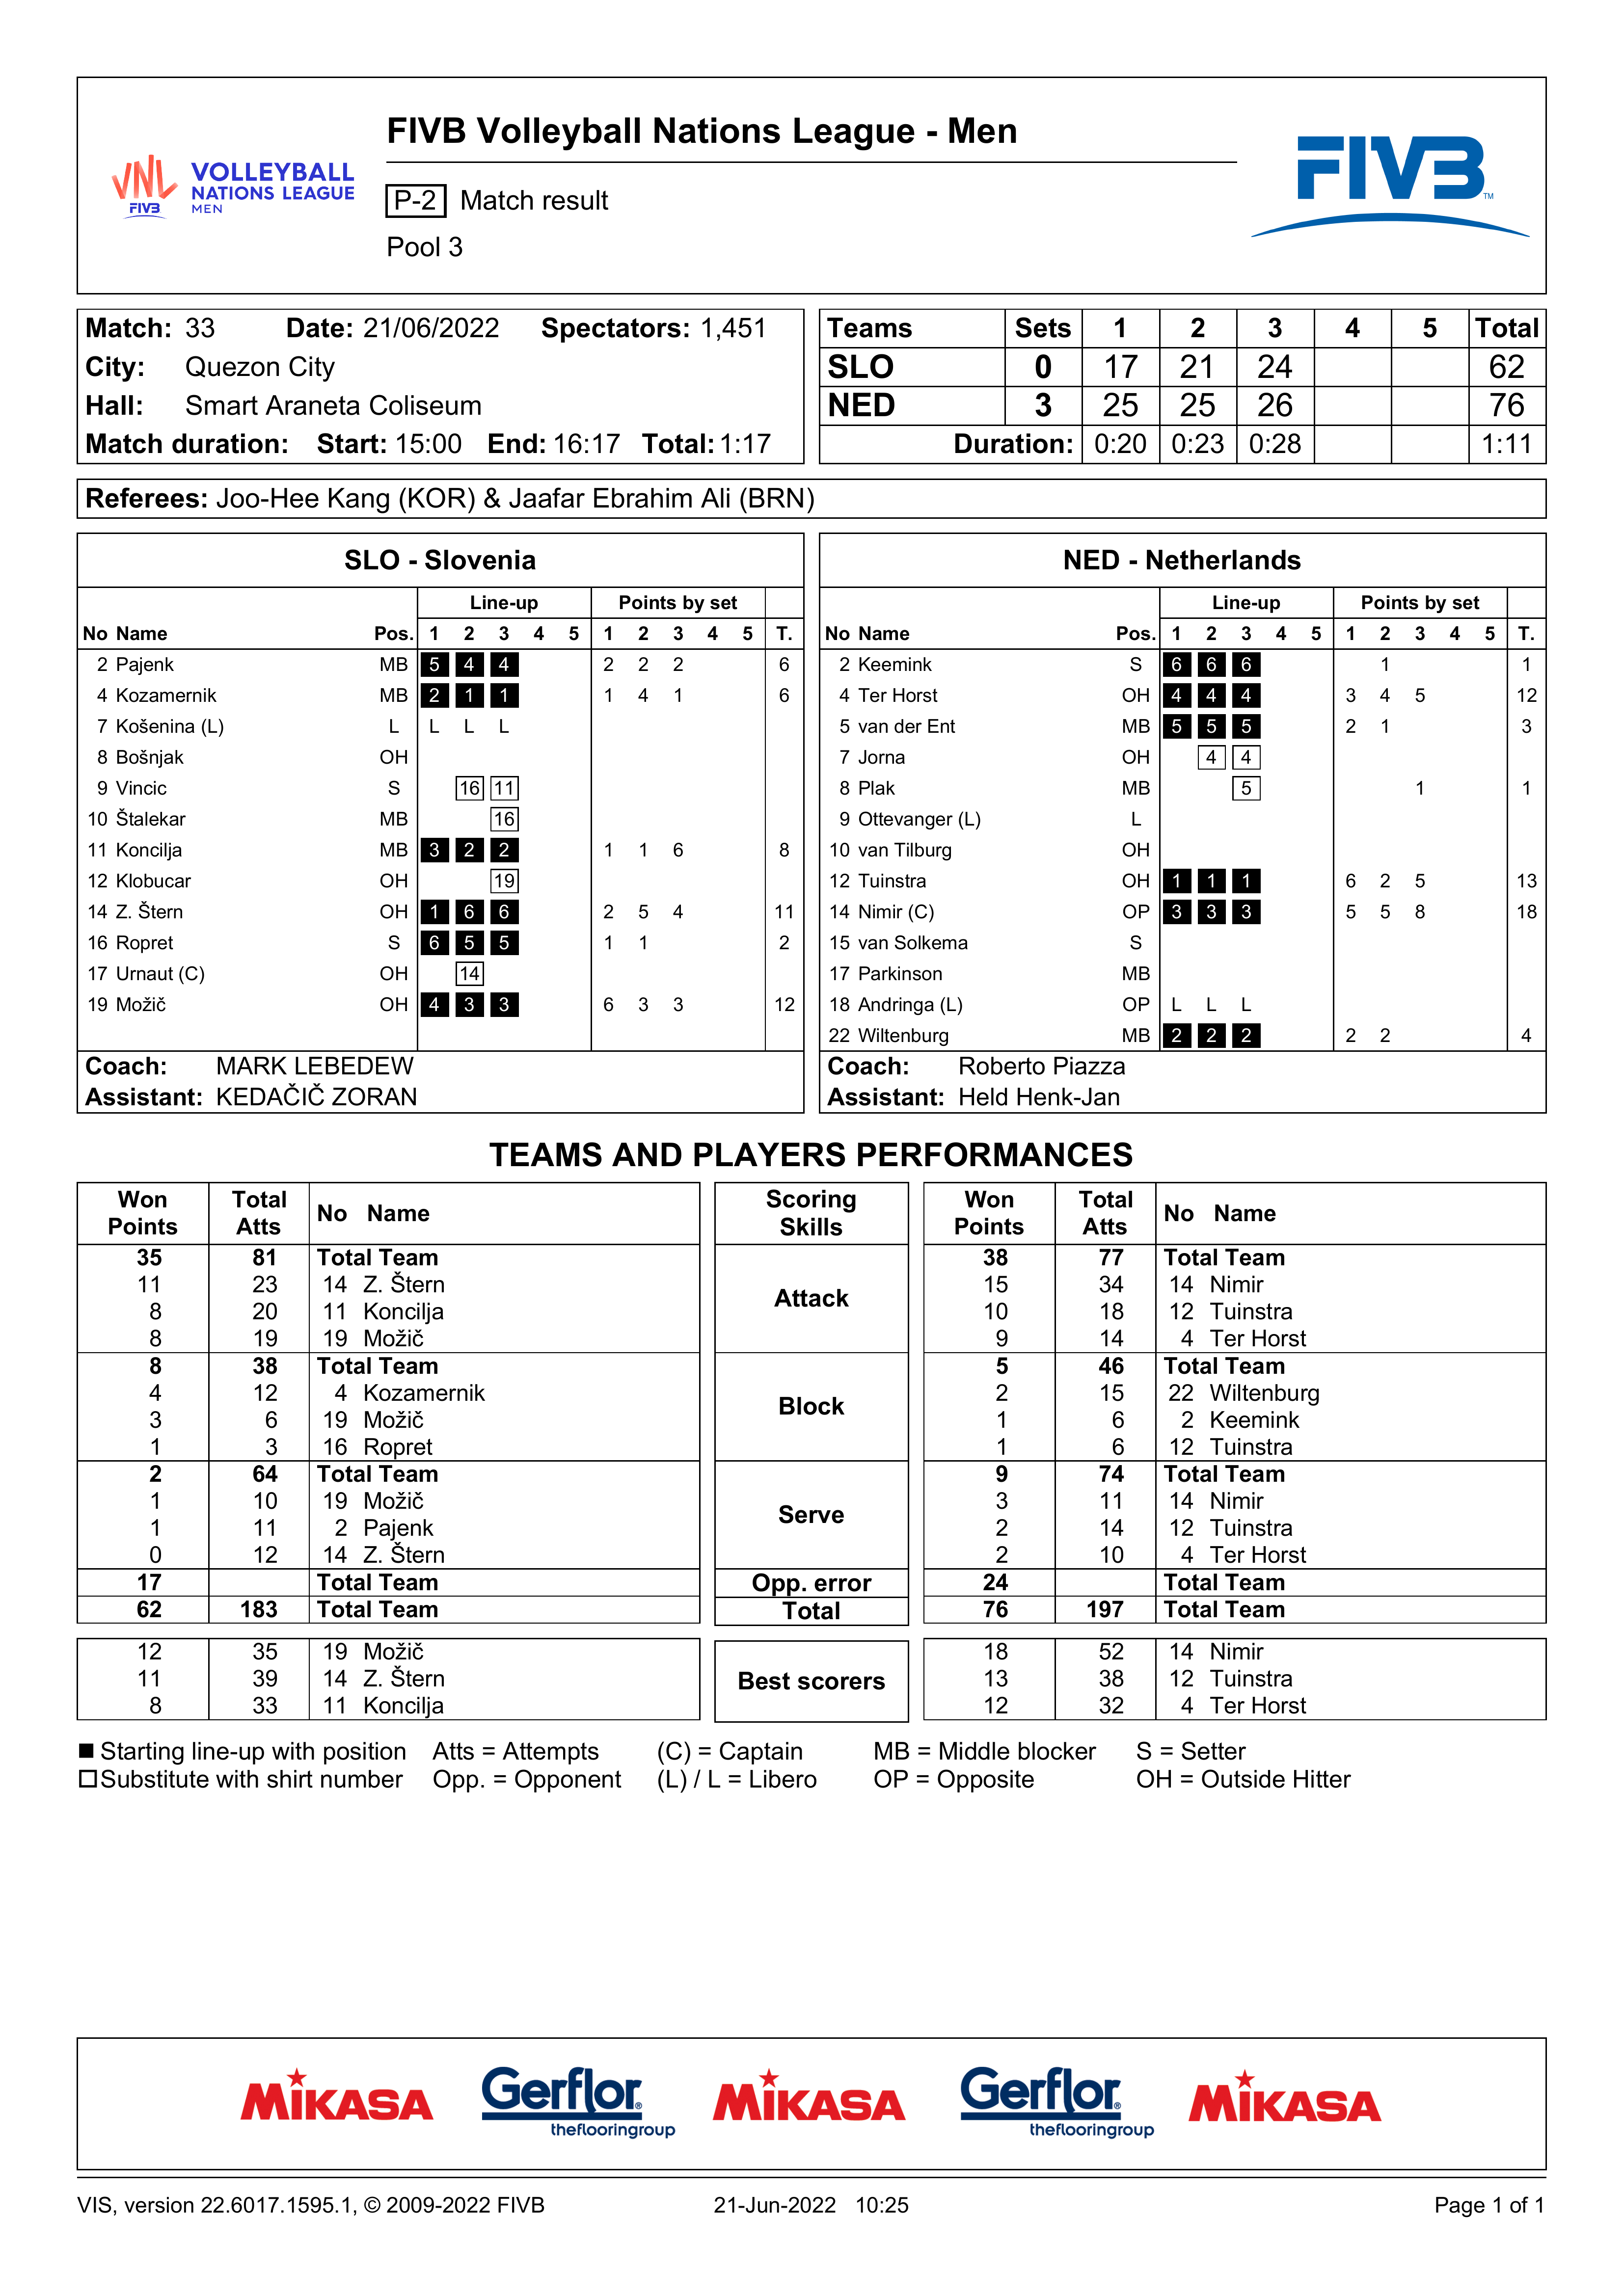 FIVB Volleyball Nations League - Men
VNL FIVB
VOLLEYBALL
NATIONS LEAGUE
MEN
P-2 Match result
Pool 3
FIVB TM
Match: 33 Date: 21/06/2022 Spectators: 1,451
City: Quezon City
Hall: Smart Araneta Coliseum
Match duration: Start: 15:00 End: 16:17 Total: 1:17
Teams Sets 1 2 3 4 5 Total
SLO 0 17 21 24 62
NED 3 25 25 26 76
Duration: 0:20 0:23 0:28 1:11
Referees: Joo-Hee Kang (KOR) & Jaafar Ebrahim Ali (BRN)
SLO - Slovenia
Line-up Points by set
No Name Pos. 1 2 3 4 5 1 2 3 4 5 T.
2 Pajenk MB 5 4 4 2 2 2 6
4 Kozamernik MB 2 1 1 1 4 1 6
7 Košenina (L) L L L L
8 Bošnjak OH
9 Vincic S 16 11
10 Štalekar MB 16
11 Koncilja MB 3 2 2 1 1 6 8
12 Klobucar OH 19
14 Z. Štern OH 1 6 6 2 5 4 11
16 Ropret S 6 5 5 1 1 2
17 Urnaut (C) OH 14
19 Možič OH 4 3 3 6 3 3 12
Coach: MARK LEBEDEW
Assistant: KEDAČIČ ZORAN
NED - Netherlands
Line-up Points by set
No Name Pos. 1 2 3 4 5 1 2 3 4 5 T.
2 Keemink S 6 6 6 1 1
4 Ter Horst OH 4 4 4 3 4 5 12
5 van der Ent MB 5 5 5 2 1 3
7 Jorna OH 4 4
8 Plak MB 5 1 1
9 Ottevanger (L) L
10 van Tilburg OH
12 Tuinstra OH 1 1 1 6 2 5 13
14 Nimir (C) OP 3 3 3 5 5 8 18
15 van Solkema S
17 Parkinson MB
18 Andringa (L) OP L L L
22 Wiltenburg MB 2 2 2 2 2 4
Coach: Roberto Piazza
Assistant: Held Henk-Jan
TEAMS AND PLAYERS PERFORMANCES
Won Points Total Atts No Name Scoring Skills Won Points Total Atts No Name
35 81 Total Team Attack 38 77 Total Team
11 23 14 Z. Štern 15 34 14 Nimir
8 20 11 Koncilja 10 18 12 Tuinstra
8 19 19 Možič 9 14 4 Ter Horst
8 38 Total Team Block 5 46 Total Team
4 12 4 Kozamernik 2 15 22 Wiltenburg
3 6 19 Možič 1 6 2 Keemink
1 3 16 Ropret 1 6 12 Tuinstra
2 64 Total Team Serve 9 74 Total Team
1 10 19 Možič 3 11 14 Nimir
1 11 2 Pajenk 2 14 12 Tuinstra
0 12 14 Z. Štern 2 10 4 Ter Horst
17 Total Team Opp. error 24 Total Team
62 183 Total Team Total 76 197 Total Team
12 35 19 Možič Best scorers 18 52 14 Nimir
11 39 14 Z. Štern 13 38 12 Tuinstra
8 33 11 Koncilja 12 32 4 Ter Horst
Starting line-up with position Atts = Attempts (C) = Captain MB = Middle blocker S = Setter
Substitute with shirt number Opp. = Opponent (L) / L = Libero OP = Opposite OH = Outside Hitter
MIKASA Gerflor® theflooringgroup MIKASA Gerflor® theflooringgroup MIKASA
VIS, version 22.6017.1595.1, © 2009-2022 FIVB 21-Jun-2022 10:25 Page 1 of 1